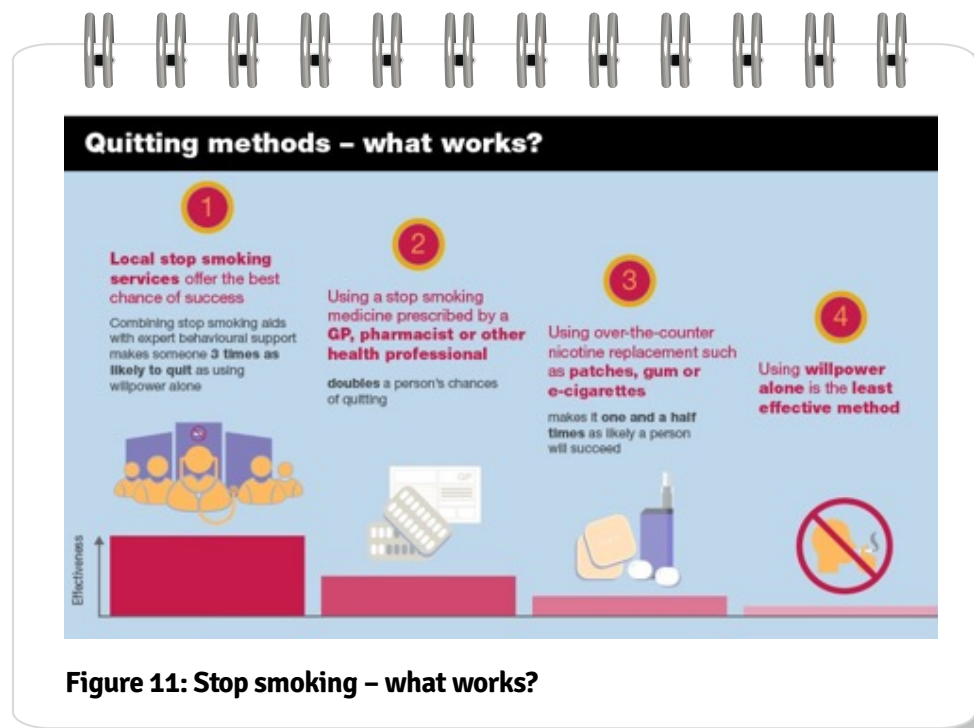 Quitting methods – what works?
1
Local stop smoking
services offer the best
chance of success
Combining stop smoking aids
with expert behavioural support
makes someone 3 times as
likely to quit as using
willpower alone
2
Using a stop smoking
medicine prescribed by a
GP, pharmacist or other
health professional
doubles a person's chances
of quitting
GP
3
Using over-the-counter
nicotine replacement such
as patches, gum or
e-cigarettes
makes it one and a half
times as likely a person
will succeed
4
Using willpower
alone is the least
effective method
Effectiveness
Figure 11: Stop smoking – what works?